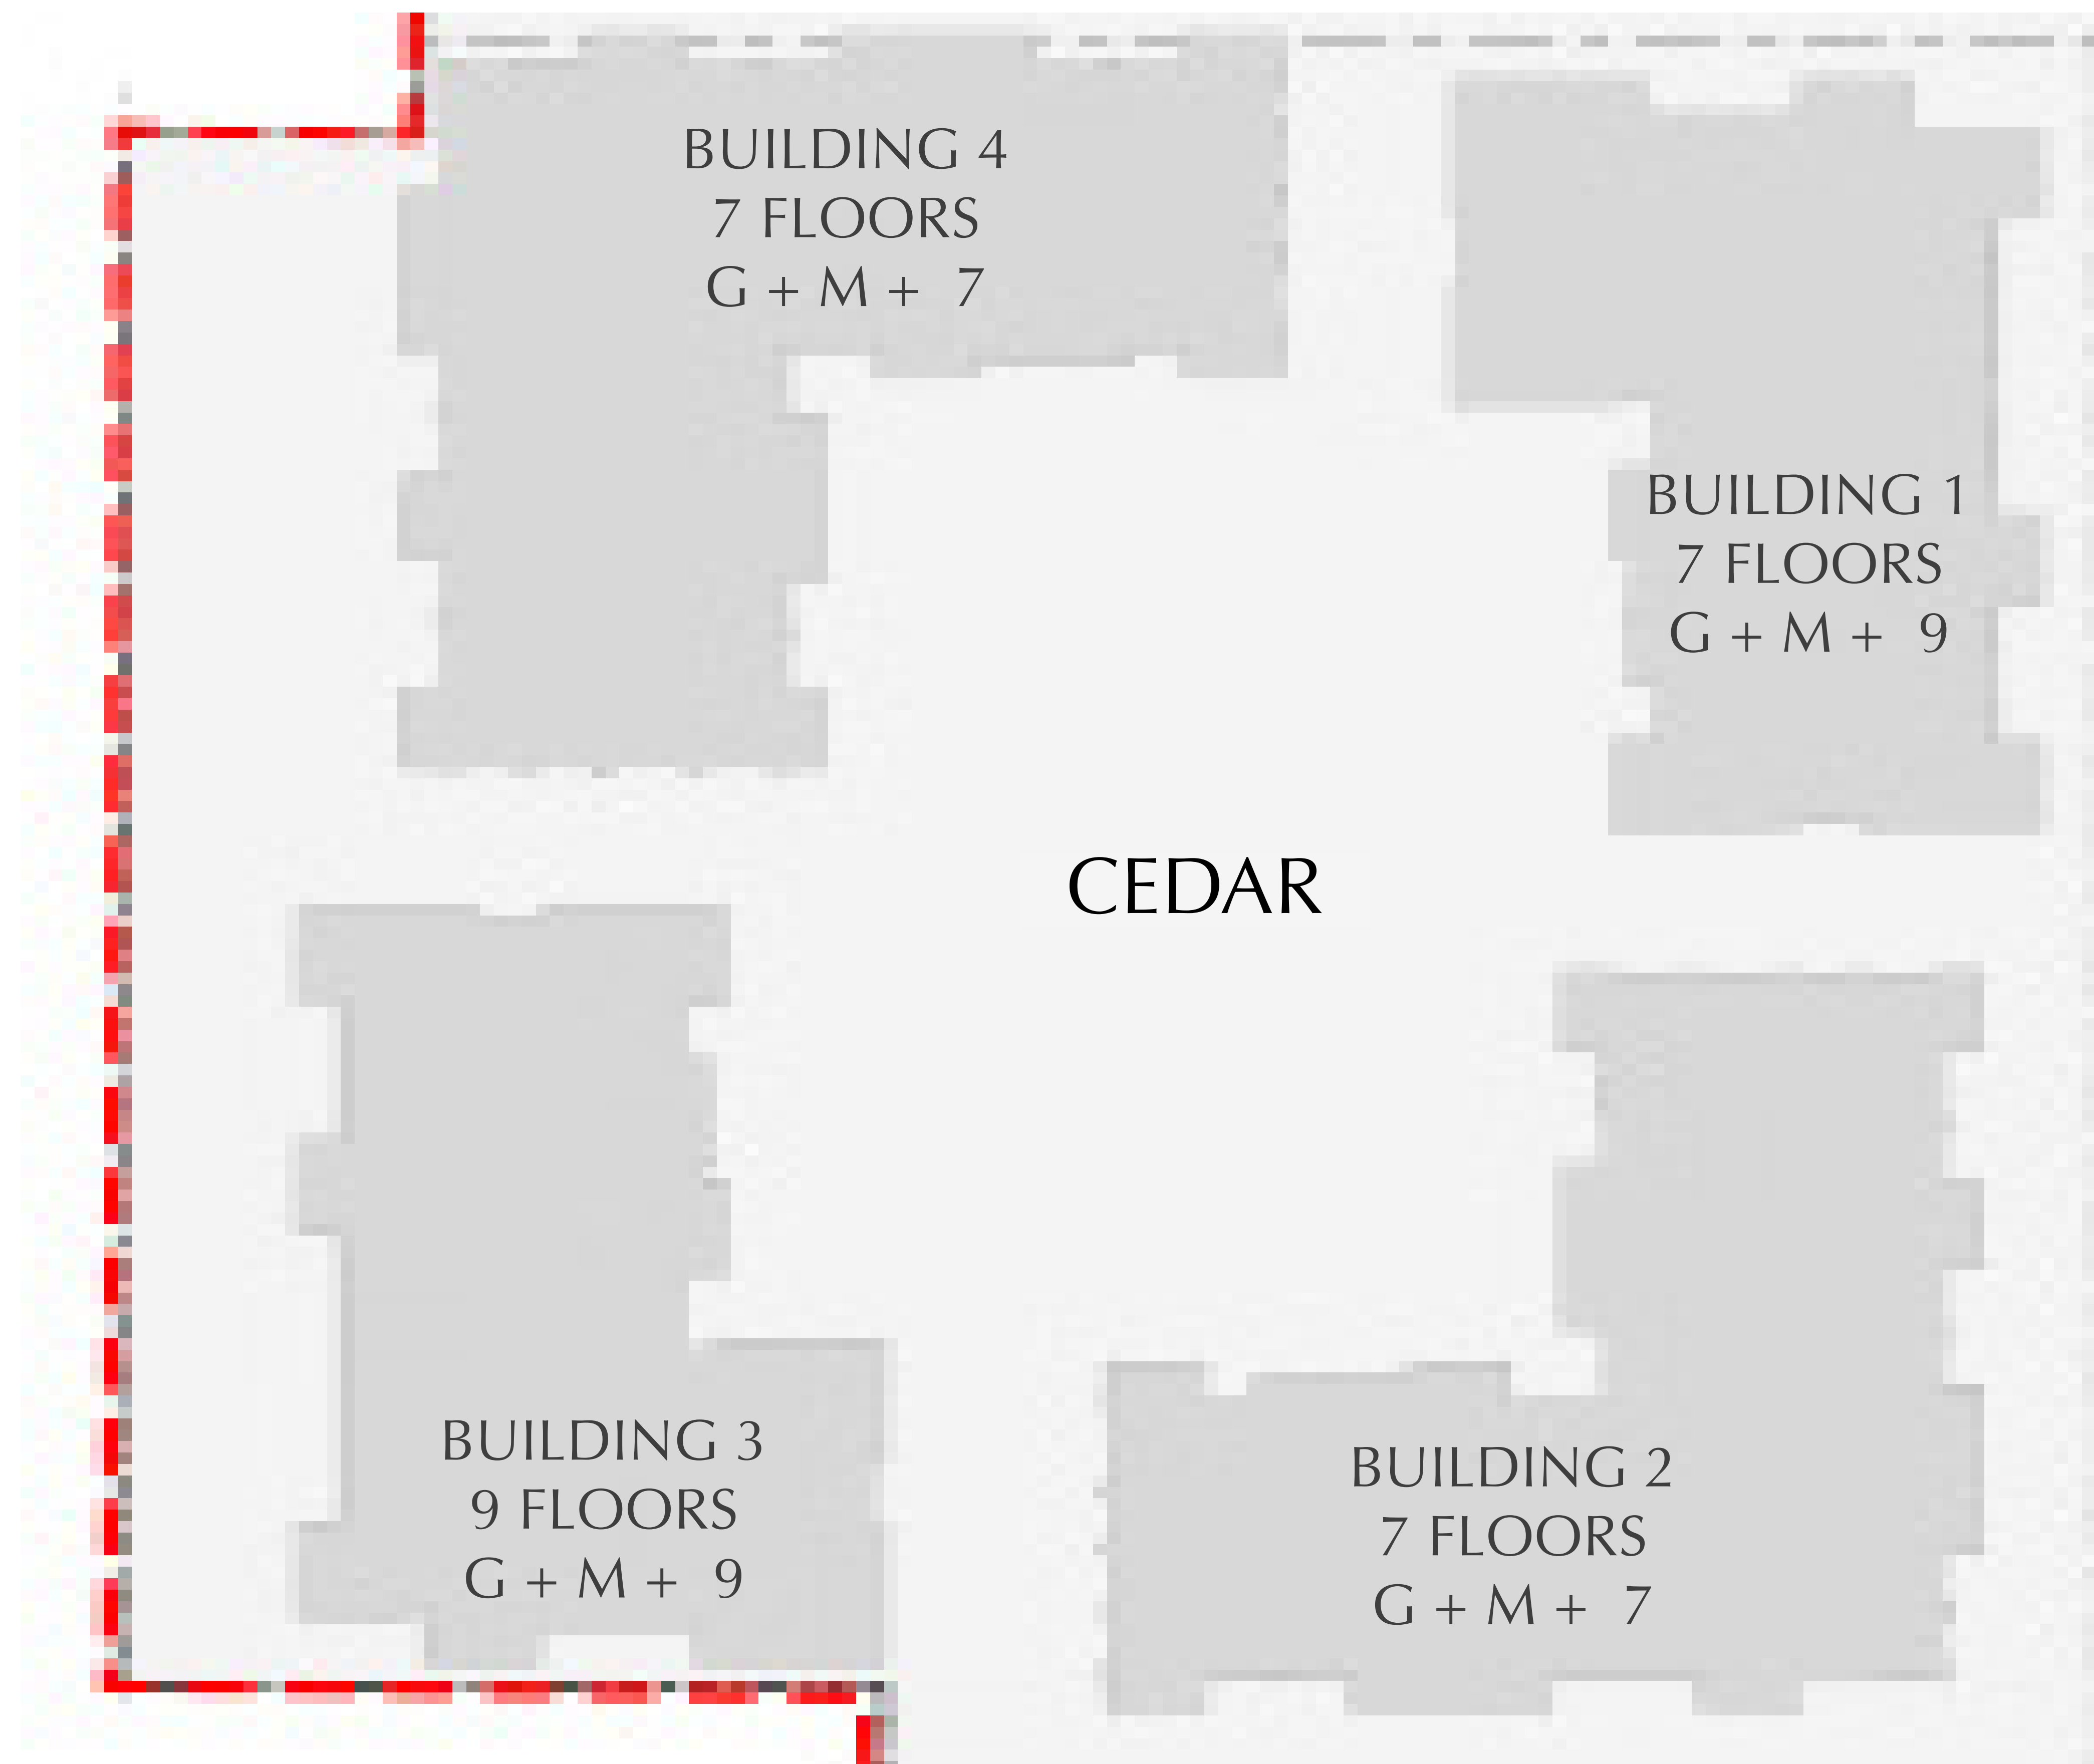 BUILDING 4
7 FLOORS
G + M + 7
BUILDING 1
7 FLOORS
G + M + 9
CEDAR
BUILDING 3
9 FLOORS
G + M + 9
BUILDING 2
7 FLOORS
G + M + 7